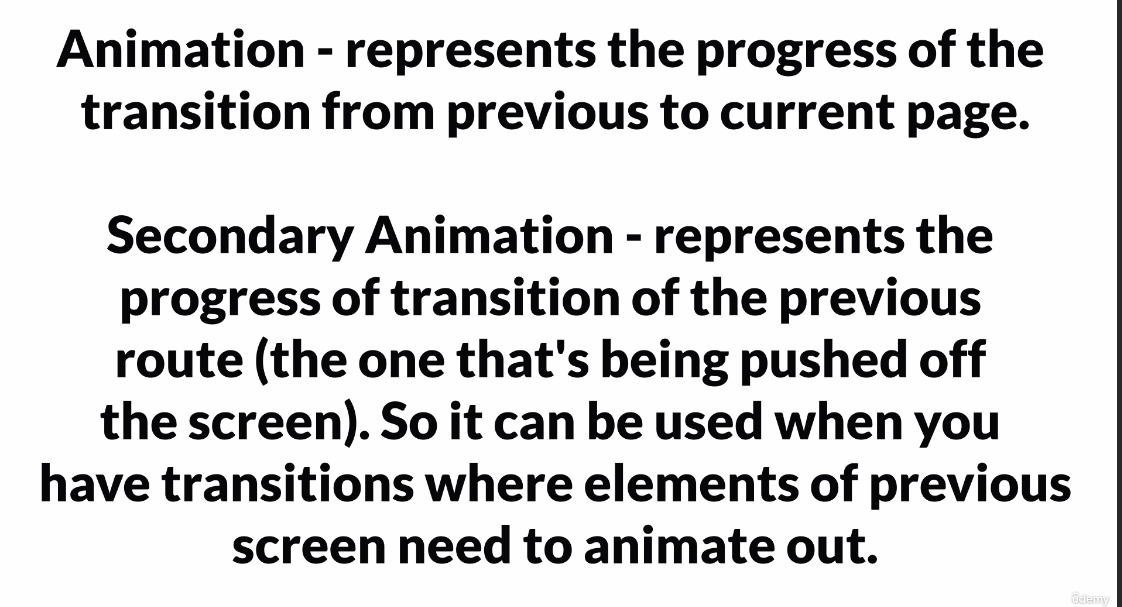 Animation - represents the progress of the
transition from previous to current page.
Secondary Animation - represents the
progress of transition of the previous
route (the one that's being pushed off
the screen). So it can be used when you
have transitions where elements of previous
screen need to animate out.
ûdemy